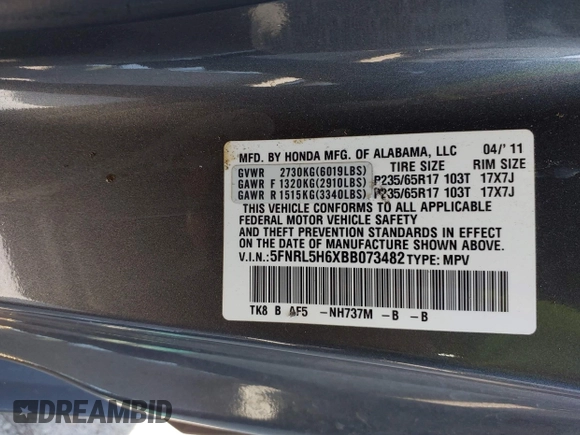 MFD. BY HONDA MFG. OF ALABAMA, LLC 04/'11
GVWR 2730KG(6019LBS) TIRE SIZE RIM SIZE
GAWR F 1320KG(2910LBS) P235/65R17 103T 17X7J
GAWR R 1515KG(3340LBS) P235/65R17 103T 17X7J
THIS VEHICLE CONFORMS TO ALL APPLICABLE
FEDERAL MOTOR VEHICLE SAFETY
AND THEFT PREVENTION STANDARDS IN EFFECT
ON THE DATE OF MANUFACTURE SHOWN ABOVE.
V.I.N.:5FNRL5H6XBB073482 TYPE: MPV
TK8 B AF5 -NH737M -B -B
DREAMBID